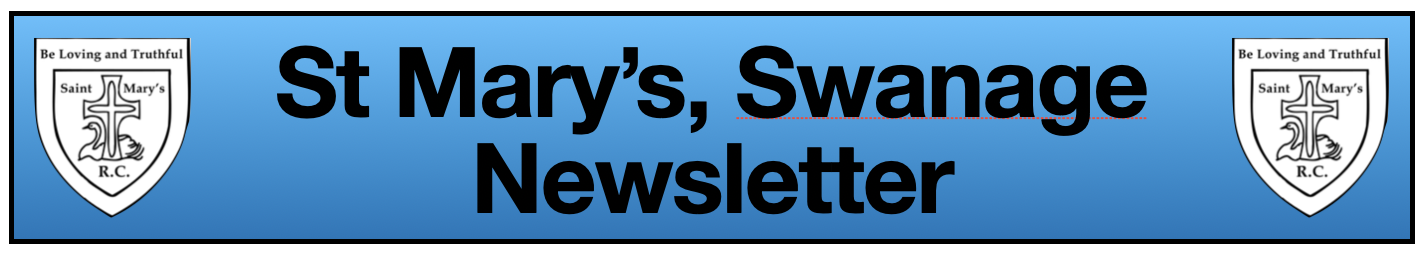 Be Loving and Truthful
Saint Mary's
R.C.
St Mary’s, Swanage
Newsletter
Be Loving and Truthful
Saint Mary's
R.C.